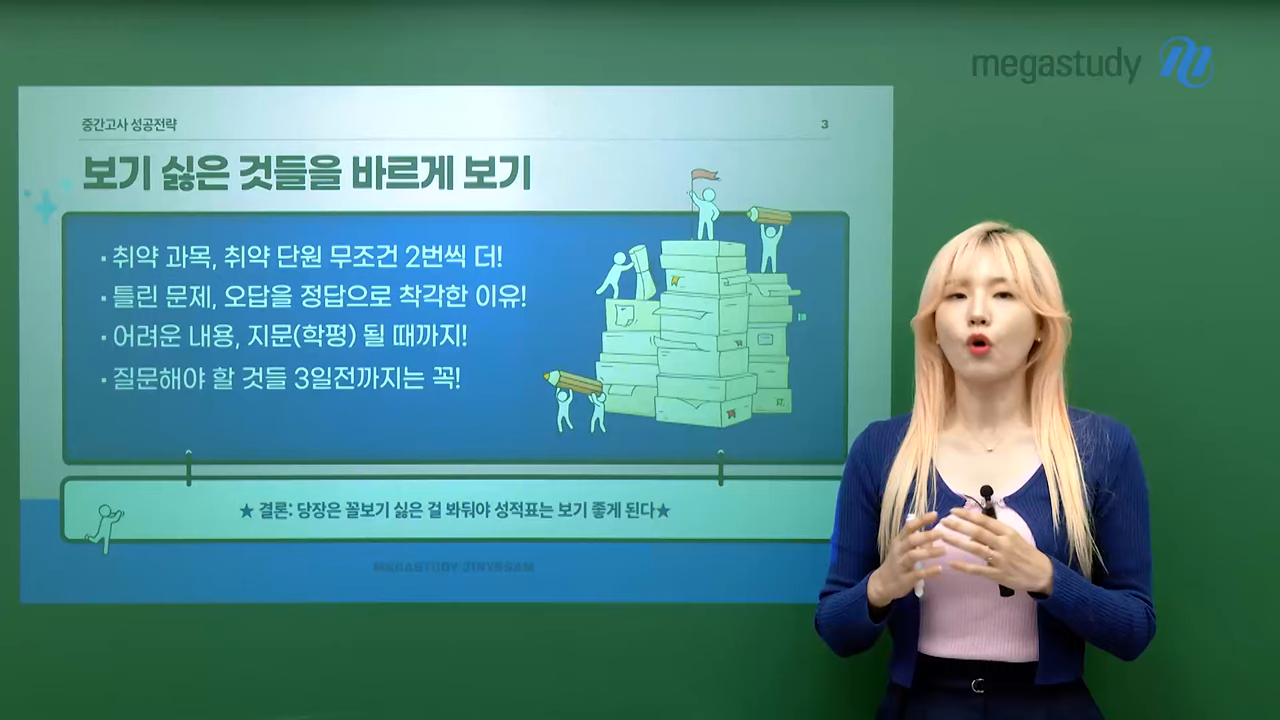 megastudy
중간고사 성공전략
3
보기 싫은 것들을 바르게 보기
· 취약 과목, 취약 단원 무조건 2번씩 더!
· 틀린 문제, 오답을 정답으로 착각한 이유!
· 어려운 내용, 지문(학평) 될 때까지!
· 질문해야 할 것들 3일전까지는 꼭!
★ 결론: 당장은 꼴보기 싫은 걸 봐둬야 성적표는 보기 좋게 된다★
MEGASTUDY JINYSSAM